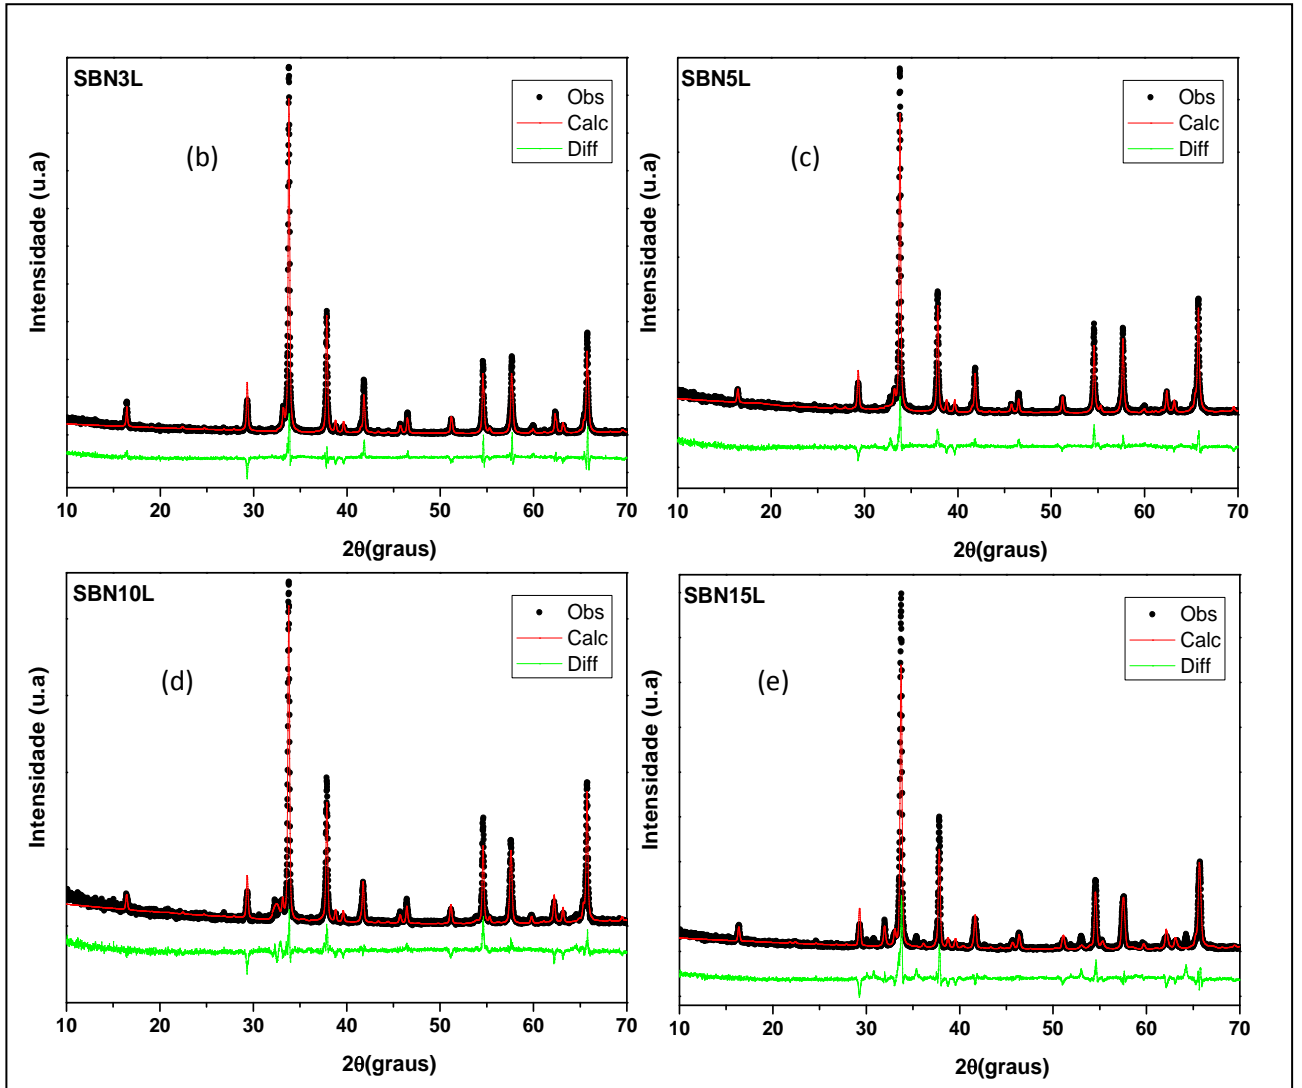 SBN3L
Obs
Calc
Diff
(b)
Intensidade (u.a)
10 20 30 40 50 60 70
2θ(graus)
SBN5L
Obs
Calc
Diff
(c)
Intensidade (u.a)
10 20 30 40 50 60 70
2θ(graus)
SBN10L
Obs
Calc
Diff
(d)
Intensidade (u.a)
10 20 30 40 50 60 70
2θ(graus)
SBN15L
Obs
Calc
Diff
(e)
Intensidade (u.a)
10 20 30 40 50 60 70
2θ(graus)